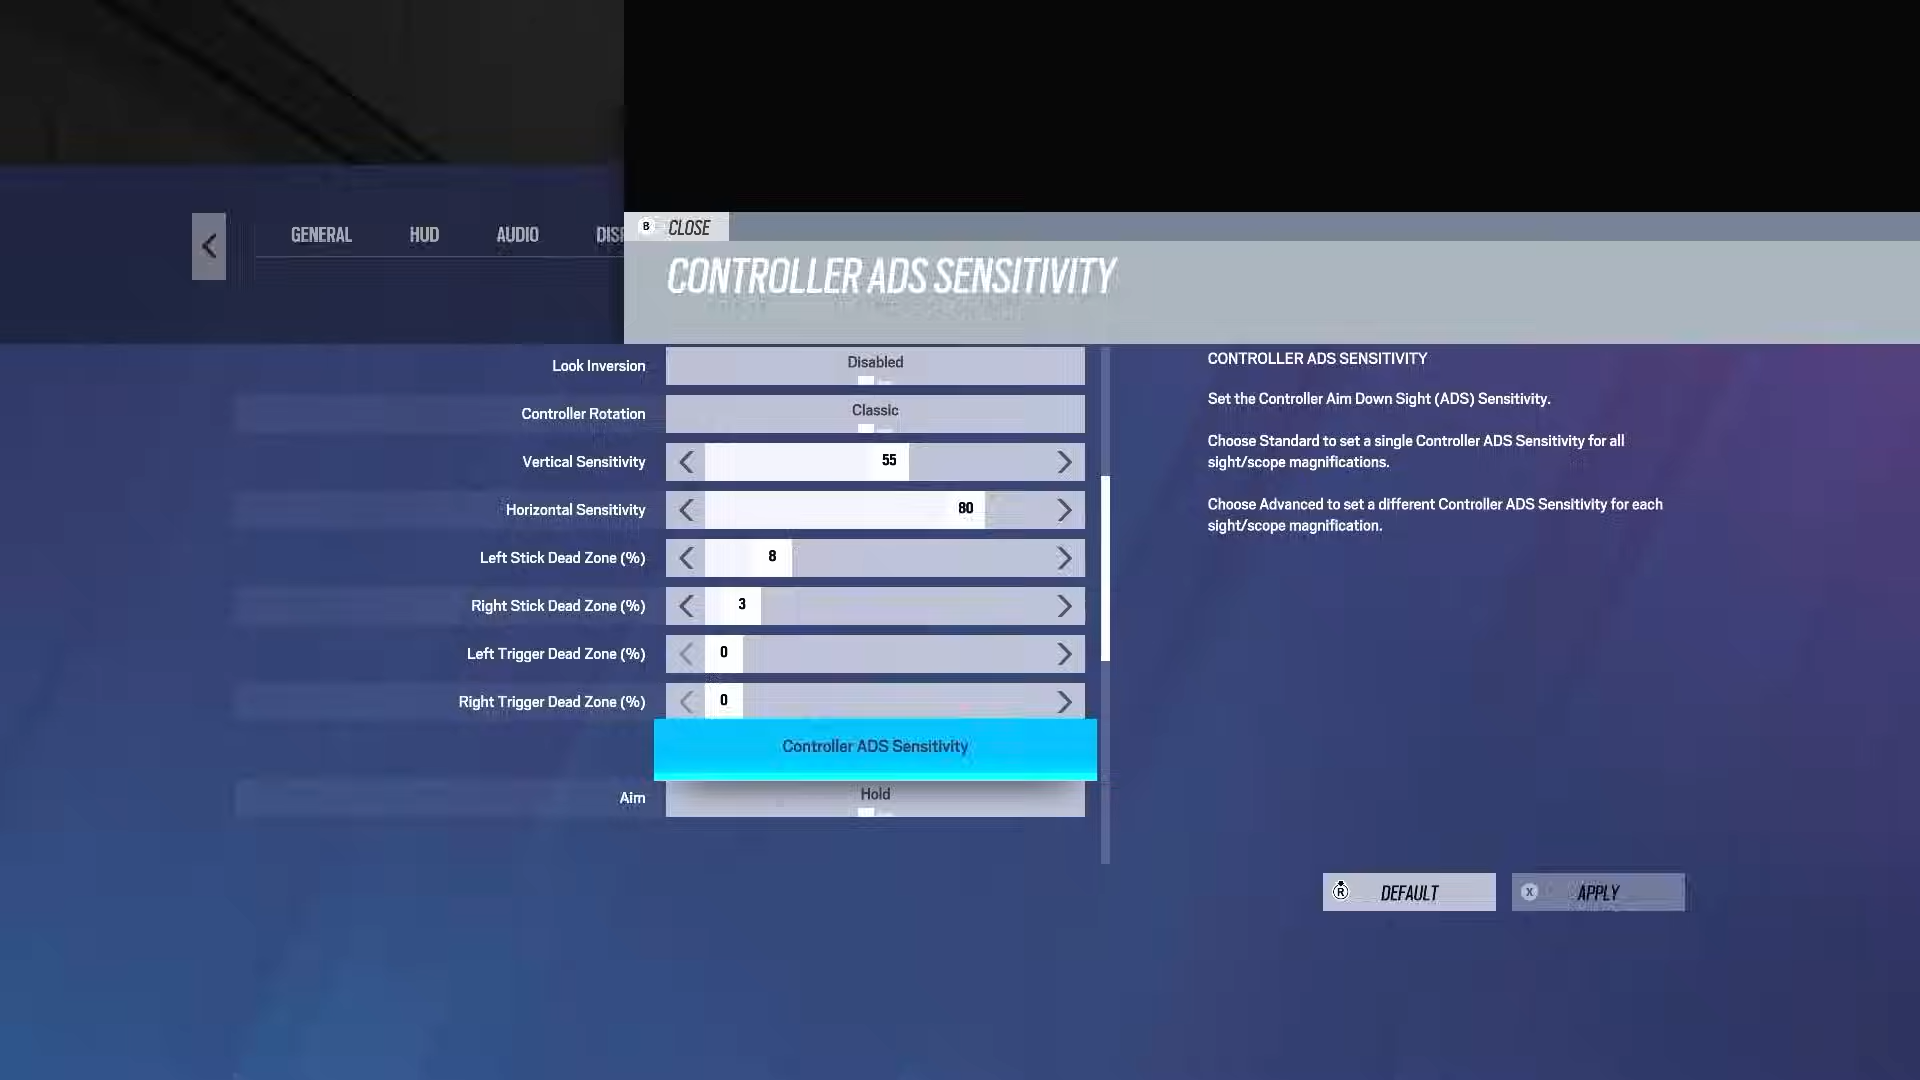 GENERAL
HUD
AUDIO
B CLOSE
CONTROLLER ADS SENSITIVITY
Look Inversion
Disabled
Controller Rotation
Classic
Vertical Sensitivity
55
Horizontal Sensitivity
80
Left Stick Dead Zone (%)
8
Right Stick Dead Zone (%)
3
Left Trigger Dead Zone (%)
0
Right Trigger Dead Zone (%)
0
Controller ADS Sensitivity
Aim
Hold
CONTROLLER ADS SENSITIVITY
Set the Controller Aim Down Sight (ADS) Sensitivity.
Choose Standard to set a single Controller ADS Sensitivity for all
sight/scope magnifications.
Choose Advanced to set a different Controller ADS Sensitivity for each
sight/scope magnification.
R DEFAULT
X APPLY